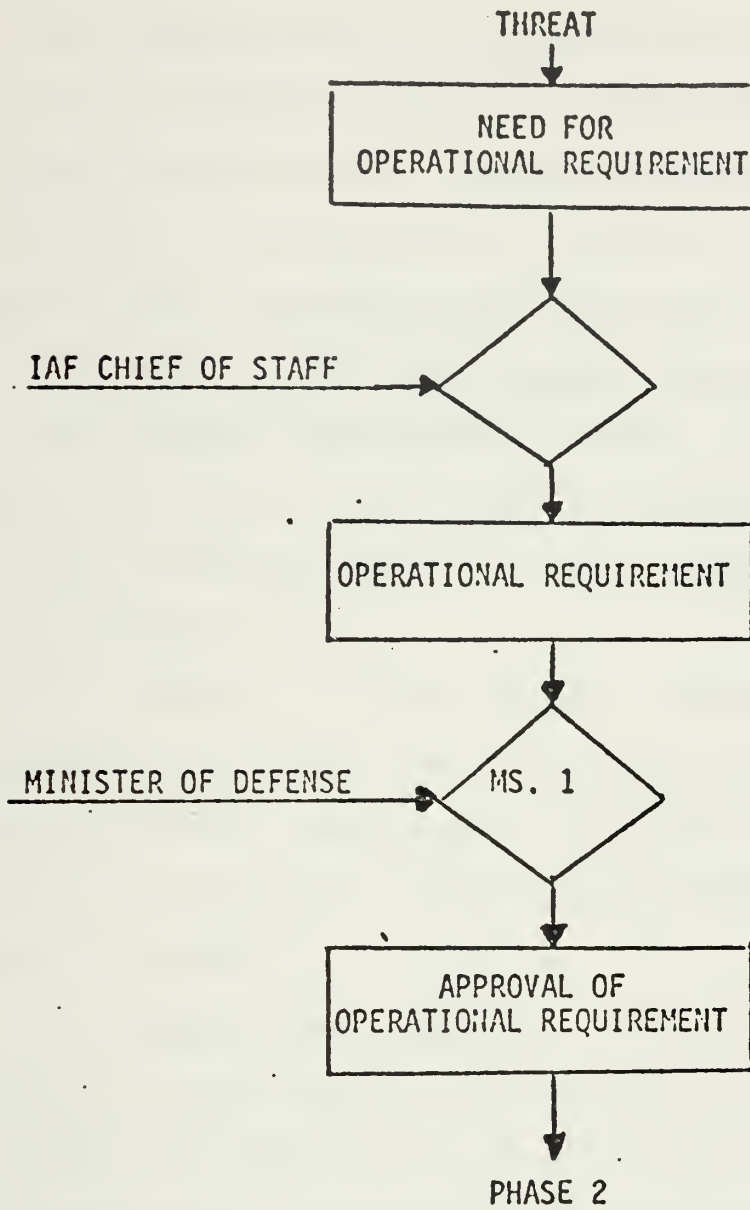 THREAT
NEED FOR
OPERATIONAL REQUIREMENT
IAF CHIEF OF STAFF
OPERATIONAL REQUIREMENT
MINISTER OF DEFENSE
MS. 1
APPROVAL OF
OPERATIONAL REQUIREMENT
PHASE 2